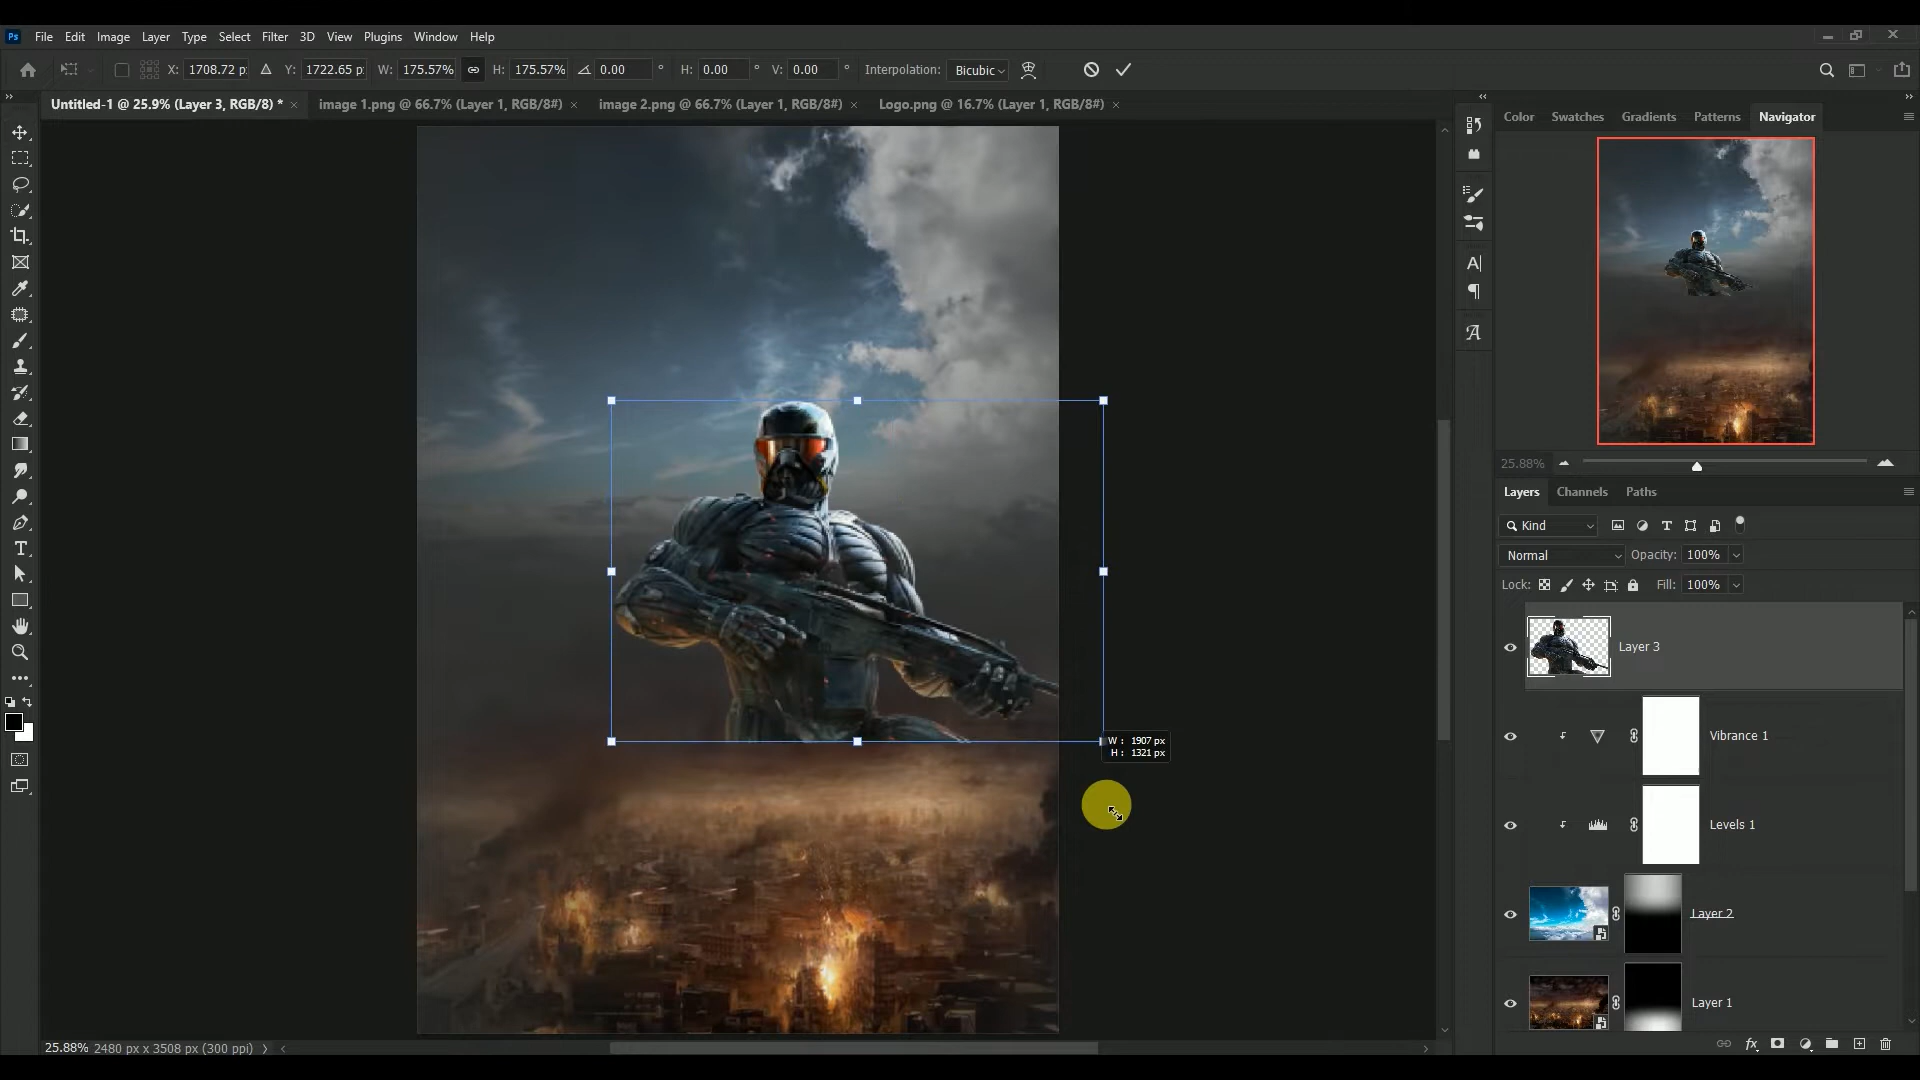 Ps File Edit Image Layer Type Select Filter 3D View Plugins Window Help
X: 1708.72 p Y: 1722.65 p W: 175.57% H: 175.57% 0.00 ° H: 0.00 ° V: 0.00 ° Interpolation: Bicubic
Untitled-1 @ 25.9% (Layer 3, RGB/8) * × image 1.png @ 66.7% (Layer 1, RGB/8#) × image 2.png @ 66.7% (Layer 1, RGB/8#) × Logo.png @ 16.7% (Layer 1, RGB/8#) ×
Color Swatches Gradients Patterns Navigator
25.88%
Layers Channels Paths
Kind
Normal Opacity: 100%
Lock: Fill: 100%
Layer 3
Vibrance 1
W : 1907 px
H : 1321 px
Levels 1
Layer 2
Layer 1
25.88% 2480 px x 3508 px (300 ppi)